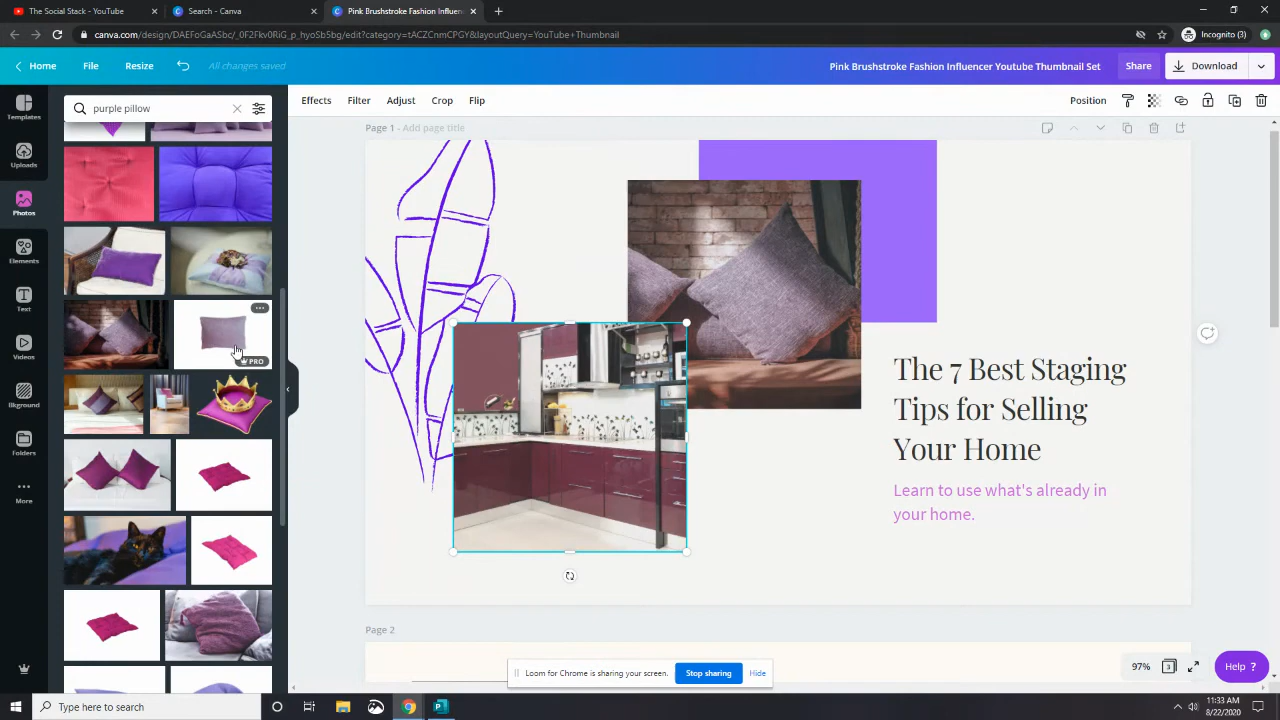 The Social Stack - YouTube
Search - Canva
Pink Brushstroke Fashion Influen
Incognito (3)
canva.com/design/DAEFoGaASbc/_0F2Fkv0RiG_p_hyoSb5bg/edit?category=tACZCnmCPGY&layoutQuery=YouTube+Thumbnail
Home
File
Resize
All changes saved
Pink Brushstroke Fashion Influencer Youtube Thumbnail Set
Share
Download
purple pillow
Effects
Filter
Adjust
Crop
Flip
Position
Templates
Uploads
Photos
Elements
Text
Videos
Bkground
Folders
More
PRO
Page 1 - Add page title
The 7 Best Staging
Tips for Selling
Your Home
Learn to use what's already in
your home.
Page 2
Loom for Chrome is sharing your screen.
Stop sharing
Hide
97%
1
Help ?
Type here to search
11:33 AM
8/22/2020